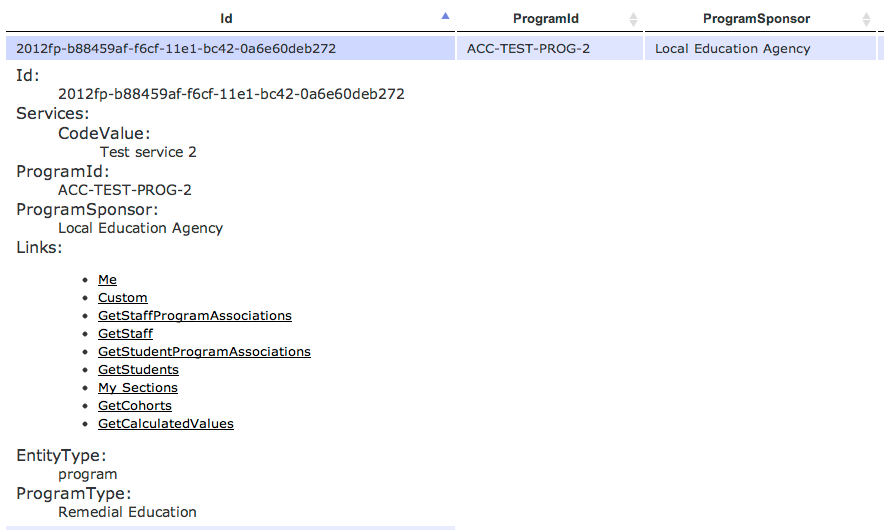 Id ProgramId ProgramSponsor
2012fp-b88459af-f6cf-11e1-bc42-0a6e60deb272 ACC-TEST-PROG-2 Local Education Agency
Id:
2012fp-b88459af-f6cf-11e1-bc42-0a6e60deb272
Services:
CodeValue:
Test service 2
ProgramId:
ACC-TEST-PROG-2
ProgramSponsor:
Local Education Agency
Links:
Me
Custom
GetStaffProgramAssociations
GetStaff
GetStudentProgramAssociations
GetStudents
My Sections
GetCohorts
GetCalculatedValues
EntityType:
program
ProgramType:
Remedial Education